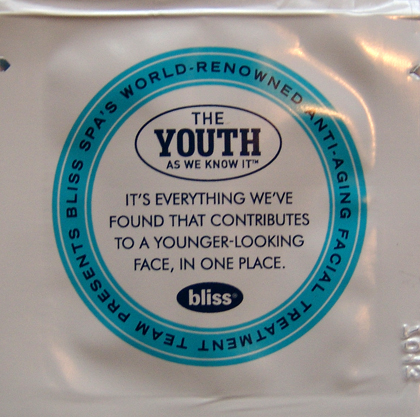 BLISS SPA'S WORLD-RENOWNED ANTI-AGING FACIAL TREATMENT TEAM PRESENTS
THE
YOUTH
AS WE KNOW IT™
IT'S EVERYTHING WE'VE
FOUND THAT CONTRIBUTES
TO A YOUNGER-LOOKING
FACE, IN ONE PLACE.
bliss®